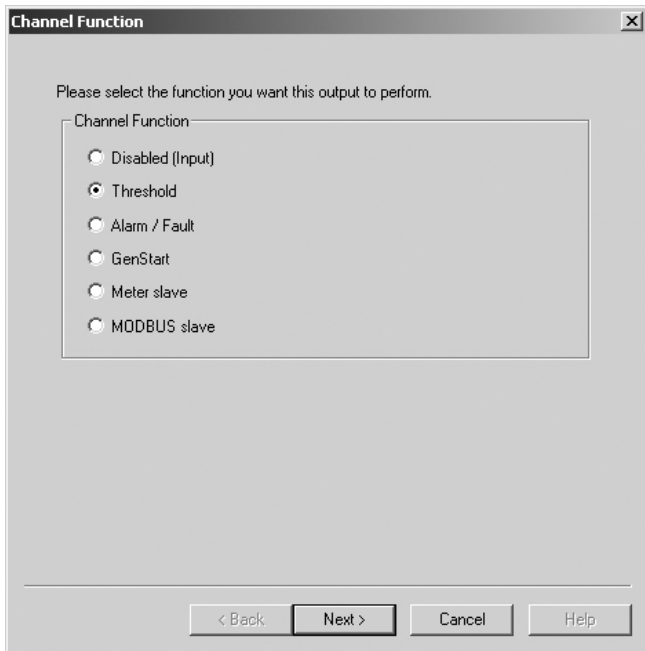 Channel Function
Please select the function you want this output to perform.
Channel Function
Disabled (Input)
Threshold
Alarm / Fault
GenStart
Meter slave
MODBUS slave
< Back Next > Cancel Help